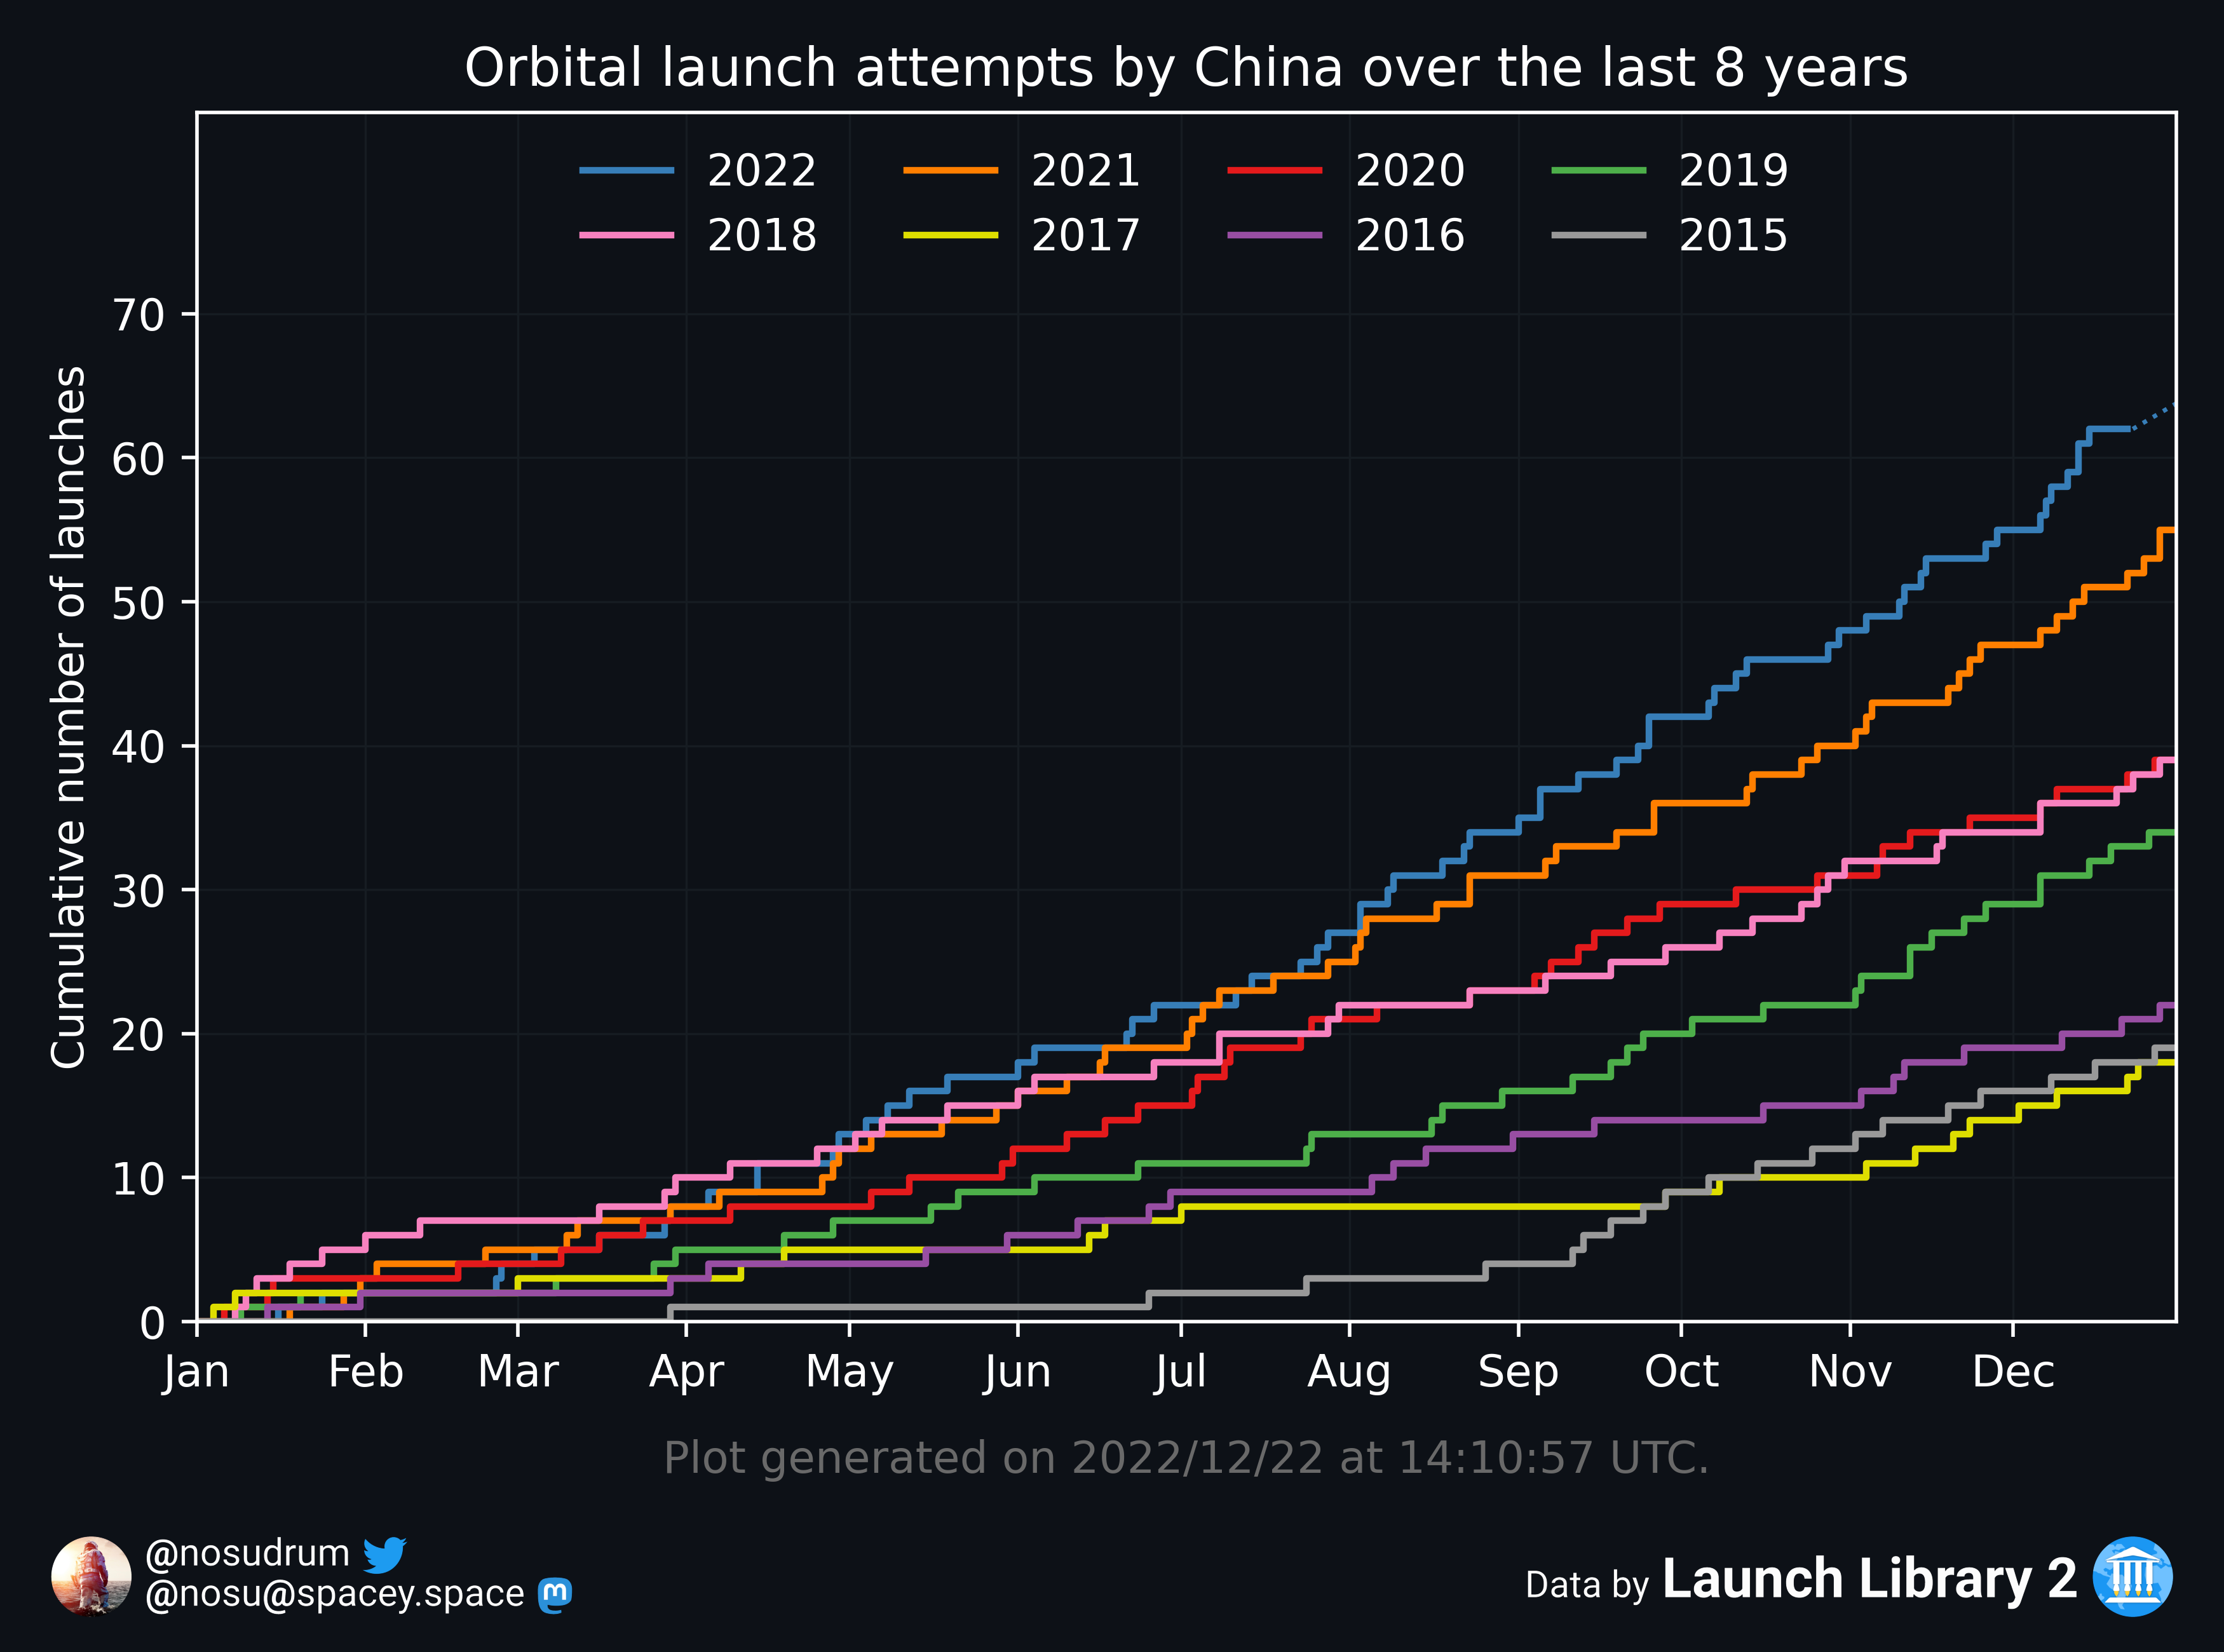 Orbital launch attempts by China over the last 8 years
2022 2021 2020 2019
2018 2017 2016 2015
Cumulative number of launches
70
60
50
40
30
20
10
0
Jan Feb Mar Apr May Jun Jul Aug Sep Oct Nov Dec
Plot generated on 2022/12/22 at 14:10:57 UTC.
@nosudrum
@nosu@spacey.space
Data by Launch Library 2